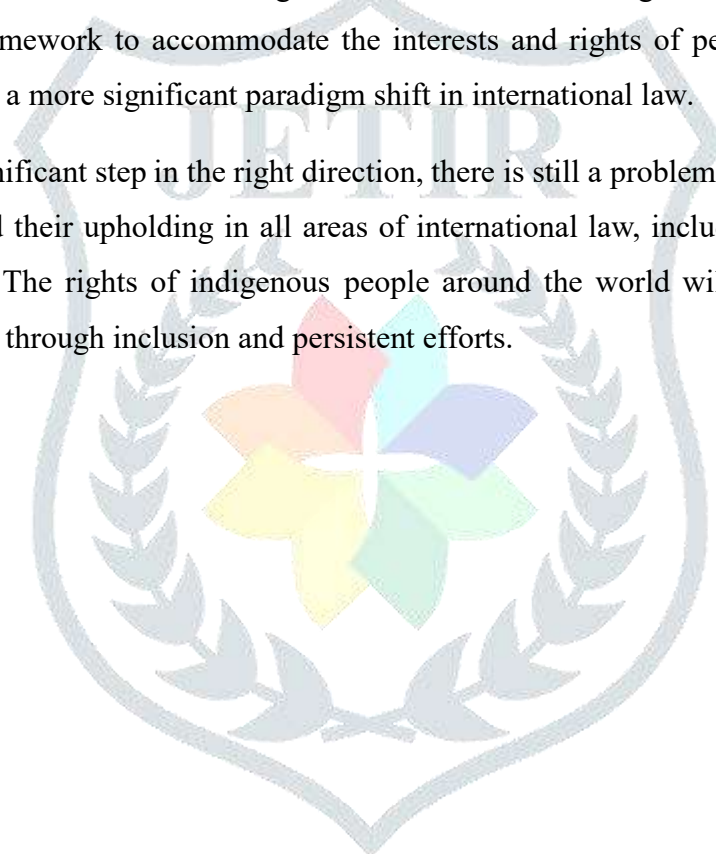 mework to accommodate the interests and rights of pe
a more significant paradigm shift in international law.
JETIR
nificant step in the right direction, there is still a problem
d their upholding in all areas of international law, inclu
The rights of indigenous people around the world wil
through inclusion and persistent efforts.